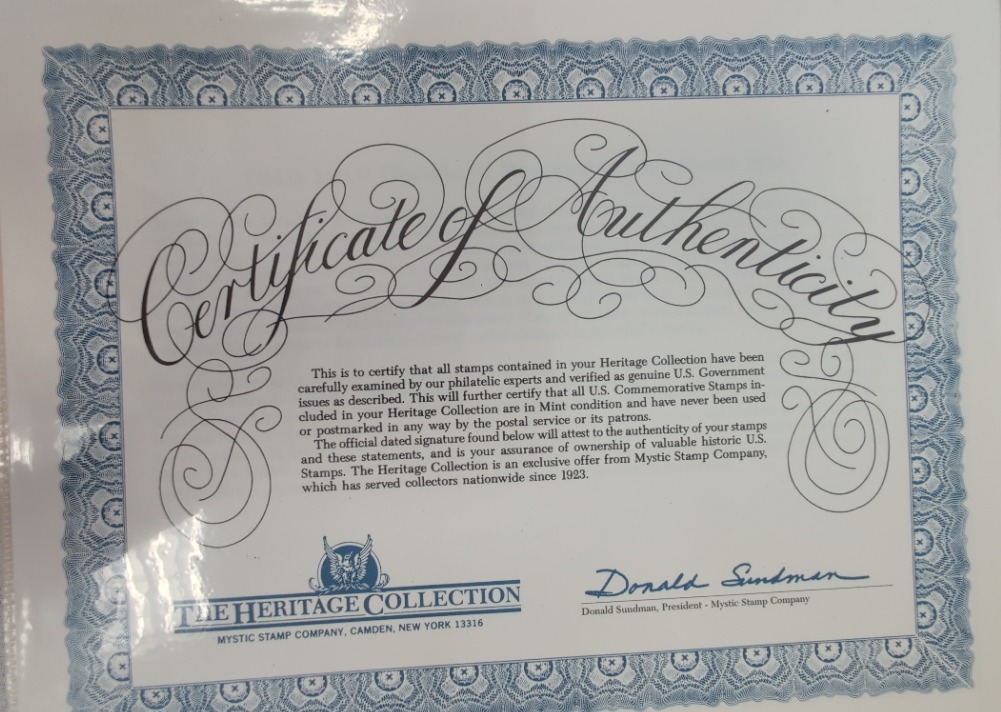 Certificate of Authenticity
This is to certify that all stamps contained in your Heritage Collection have been
carefully examined by our philatelic experts and verified as genuine U.S. Government
issues as described. This will further certify that all U.S. Commemorative Stamps in-
cluded in your Heritage Collection are in Mint condition and have never been used
or postmarked in any way by the postal service or its patrons.
The official dated signature found below will attest to the authenticity of your stamps
and these statements, and is your assurance of ownership of valuable historic U.S.
Stamps. The Heritage Collection is an exclusive offer from Mystic Stamp Company,
which has served collectors nationwide since 1923.
THE HERITAGE COLLECTION
MYSTIC STAMP COMPANY, CAMDEN, NEW YORK 13316
Donald Sundman
Donald Sundman, President - Mystic Stamp Company